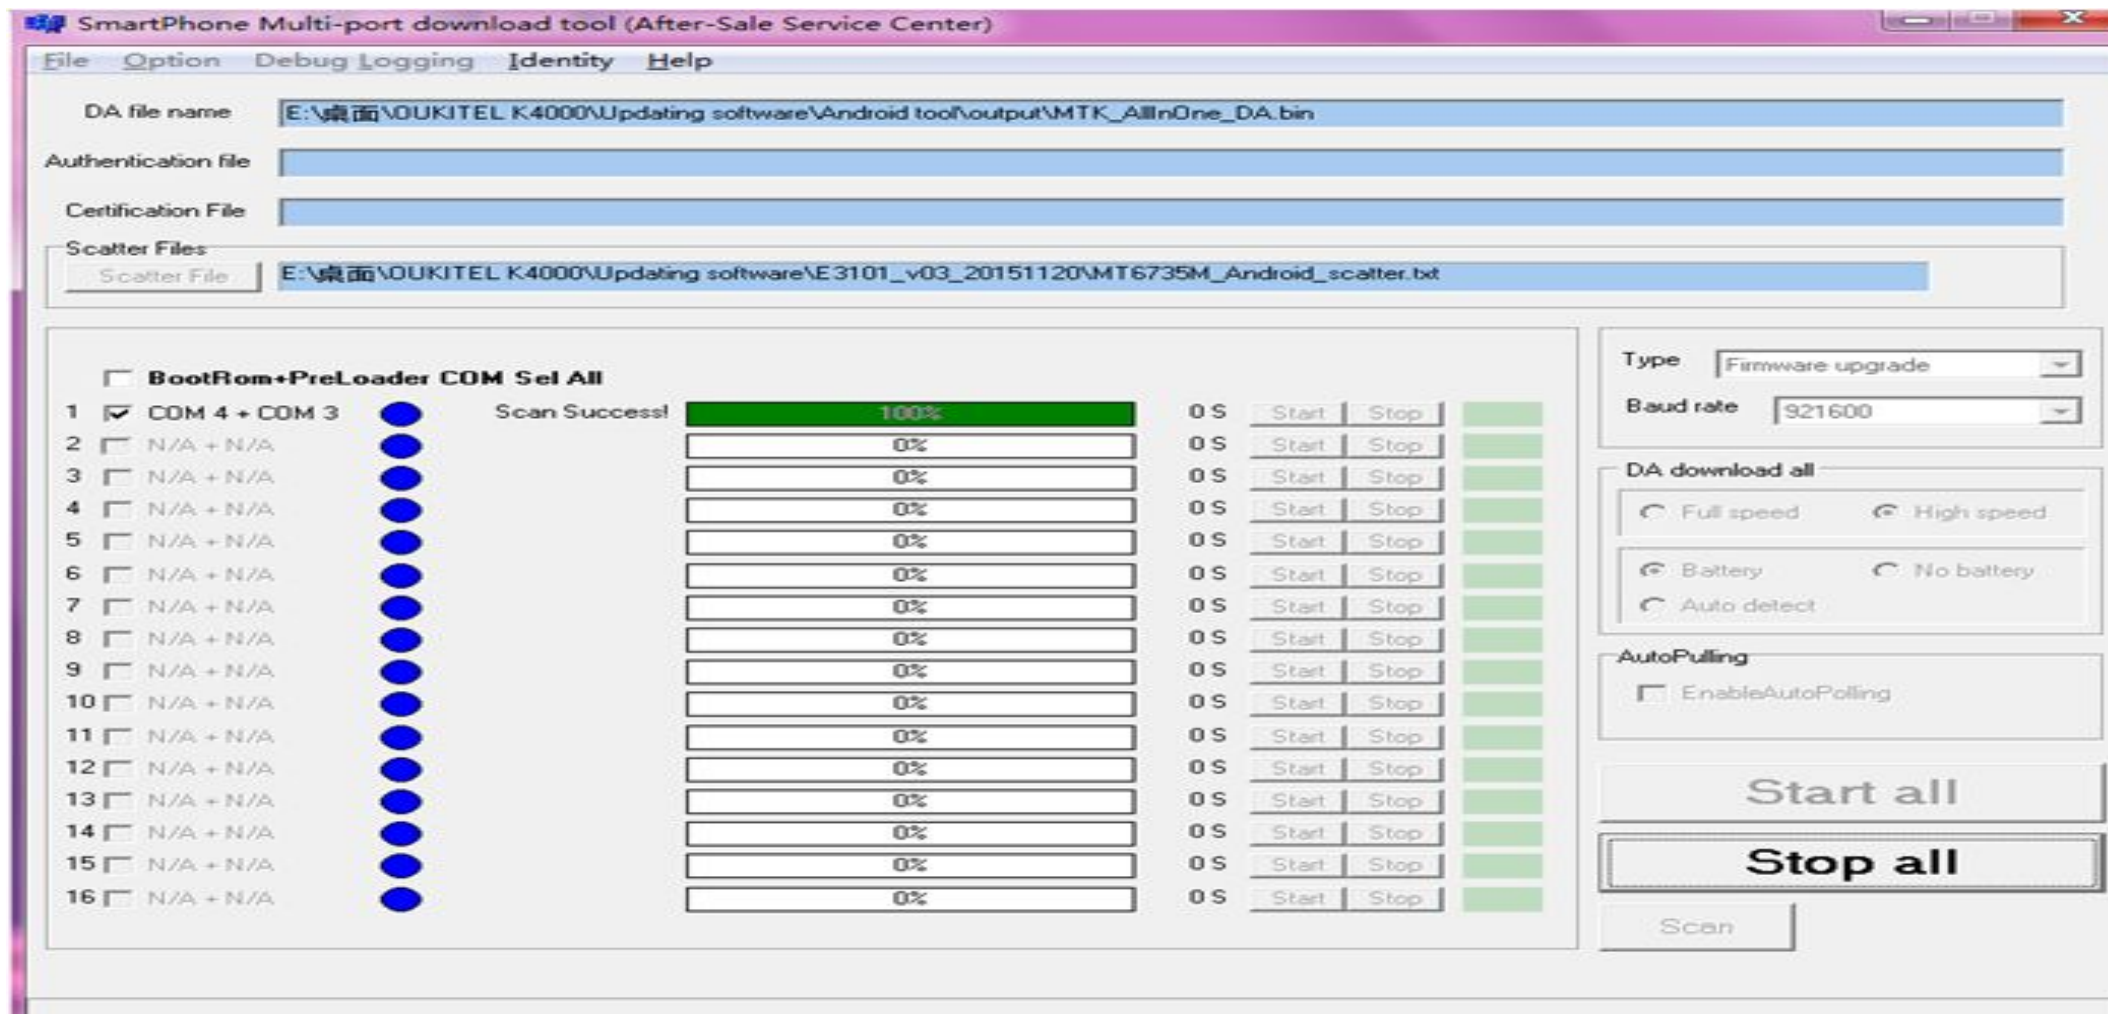 SmartPhone Multi-port download tool (After-Sale Service Center)
File Option Debug Logging Identity Help
DA file name E:\桌面\OUKITEL K4000\Updating software\Android tool\output\MTK_AllInOne_DA.bin
Authentication file
Certification File
Scatter Files
Scatter File E:\桌面\OUKITEL K4000\Updating software\E3101_v03_20151120\MT6735M_Android_scatter.txt
BootRom+PreLoader COM Sel All
1 COM 4 + COM 3 Scan Success! 100% 0 S Start Stop
2 N/A + N/A 0% 0 S Start Stop
3 N/A + N/A 0% 0 S Start Stop
4 N/A + N/A 0% 0 S Start Stop
5 N/A + N/A 0% 0 S Start Stop
6 N/A + N/A 0% 0 S Start Stop
7 N/A + N/A 0% 0 S Start Stop
8 N/A + N/A 0% 0 S Start Stop
9 N/A + N/A 0% 0 S Start Stop
10 N/A + N/A 0% 0 S Start Stop
11 N/A + N/A 0% 0 S Start Stop
12 N/A + N/A 0% 0 S Start Stop
13 N/A + N/A 0% 0 S Start Stop
14 N/A + N/A 0% 0 S Start Stop
15 N/A + N/A 0% 0 S Start Stop
16 N/A + N/A 0% 0 S Start Stop
Type Firmware upgrade
Baud rate 921600
DA download all
Full speed High speed
Battery No battery
Auto detect
AutoPulling
EnableAutoPolling
Start all
Stop all
Scan